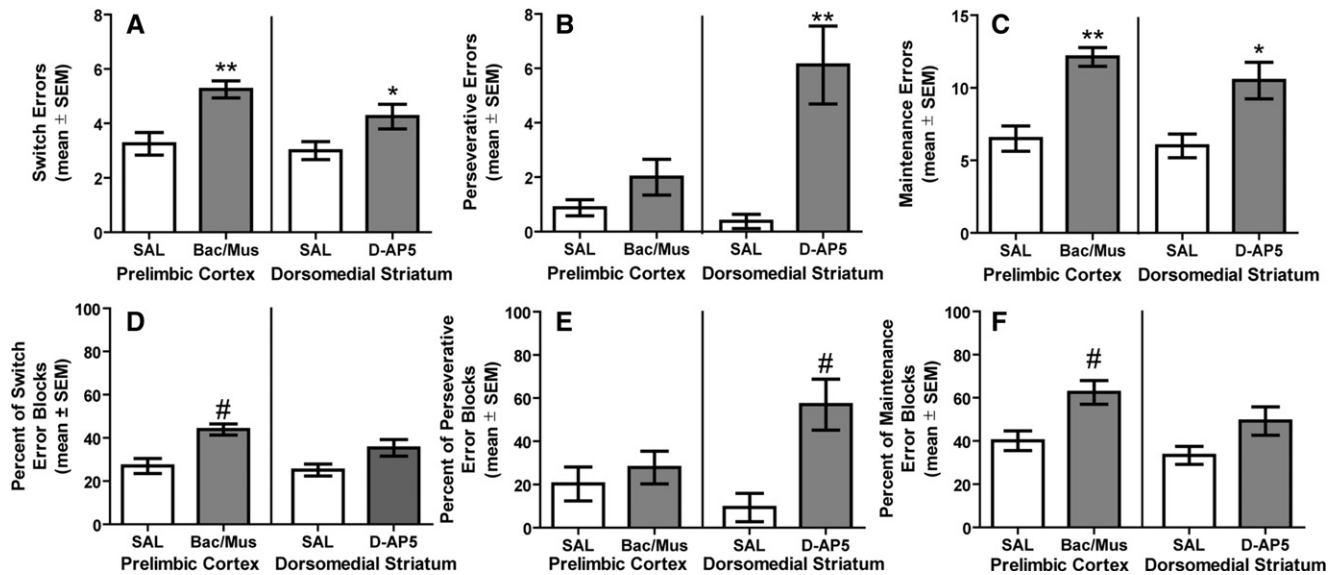 A
Switch Errors
(mean ± SEM)
8
6
4
2
0
**
*
SAL
Bac/Mus
SAL
D-AP5
Prelimbic Cortex
Dorsomedial Striatum
B
Perseverative Errors
(mean ± SEM)
8
6
4
2
0
**
SAL
Bac/Mus
SAL
D-AP5
Prelimbic Cortex
Dorsomedial Striatum
C
Maintenance Errors
(mean ± SEM)
15
10
5
0
**
*
SAL
Bac/Mus
SAL
D-AP5
Prelimbic Cortex
Dorsomedial Striatum
D
Percent of Switch
Error Blocks
(mean ± SEM)
100
80
60
40
20
0
#
SAL
Bac/Mus
SAL
D-AP5
Prelimbic Cortex
Dorsomedial Striatum
E
Percent of Perseverative
Error Blocks
(mean ± SEM)
100
80
60
40
20
0
#
SAL
Bac/Mus
SAL
D-AP5
Prelimbic Cortex
Dorsomedial Striatum
F
Percent of Maintenance
Error Blocks
(mean ± SEM)
100
80
60
40
20
0
#
SAL
Bac/Mus
SAL
D-AP5
Prelimbic Cortex
Dorsomedial Striatum